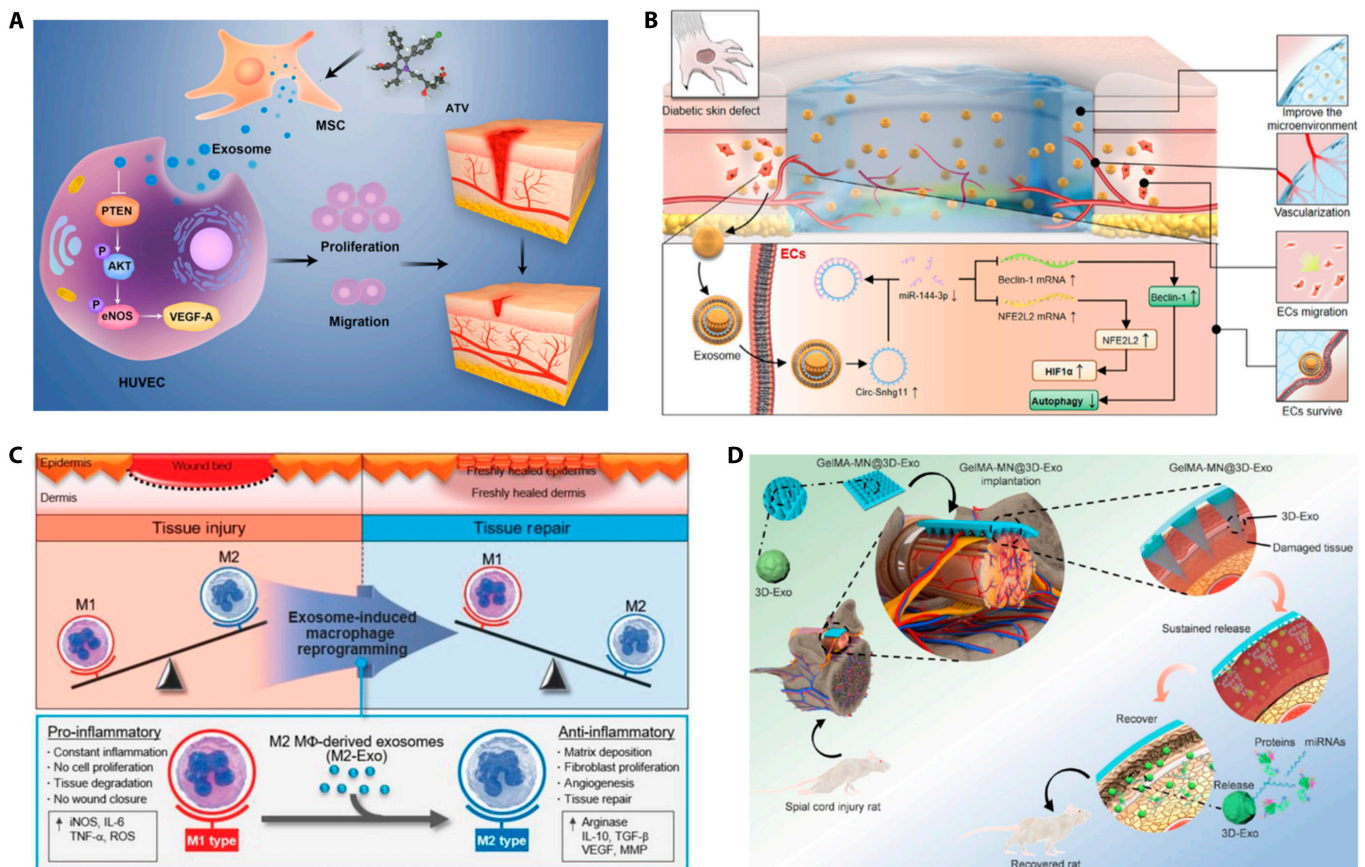 A
MSC
ATV
Exosome
PTEN
P
AKT
P
eNOS
VEGF-A
HUVEC
Proliferation
Migration
B
Diabetic skin defect
Improve the
microenvironment
Vascularization
ECs migration
ECs survive
ECs
Exosome
Circ-Snhg11 ↑
miR-144-3p ↓
Beclin-1 mRNA ↑
NFE2L2 mRNA ↑
Beclin-1 ↑
NFE2L2 ↑
HIF1α ↑
Autophagy ↓
C
Epidermis
Wound bed
Dermis
Freshly healed epidermis
Freshly healed dermis
Tissue injury
Tissue repair
M2
M1
M1
M2
Exosome-induced
macrophage
reprogramming
Pro-inflammatory
· Constant inflammation
· No cell proliferation
· Tissue degradation
· No wound closure
↑ iNOS, IL-6
TNF-α, ROS
M1 type
M2 MΦ-derived exosomes
(M2-Exo)
M2 type
Anti-inflammatory
· Matrix deposition
· Fibroblast proliferation
· Angiogenesis
· Tissue repair
↑ Arginase
IL-10, TGF-β
VEGF, MMP
D
GelMA-MN@3D-Exo
GelMA-MN@3D-Exo
implantation
GelMA-MN@3D-Exo
3D-Exo
3D-Exo
Damaged tissue
Sustained release
Recover
Proteins
miRNAs
Release
3D-Exo
Spial cord injury rat
Recovered rat